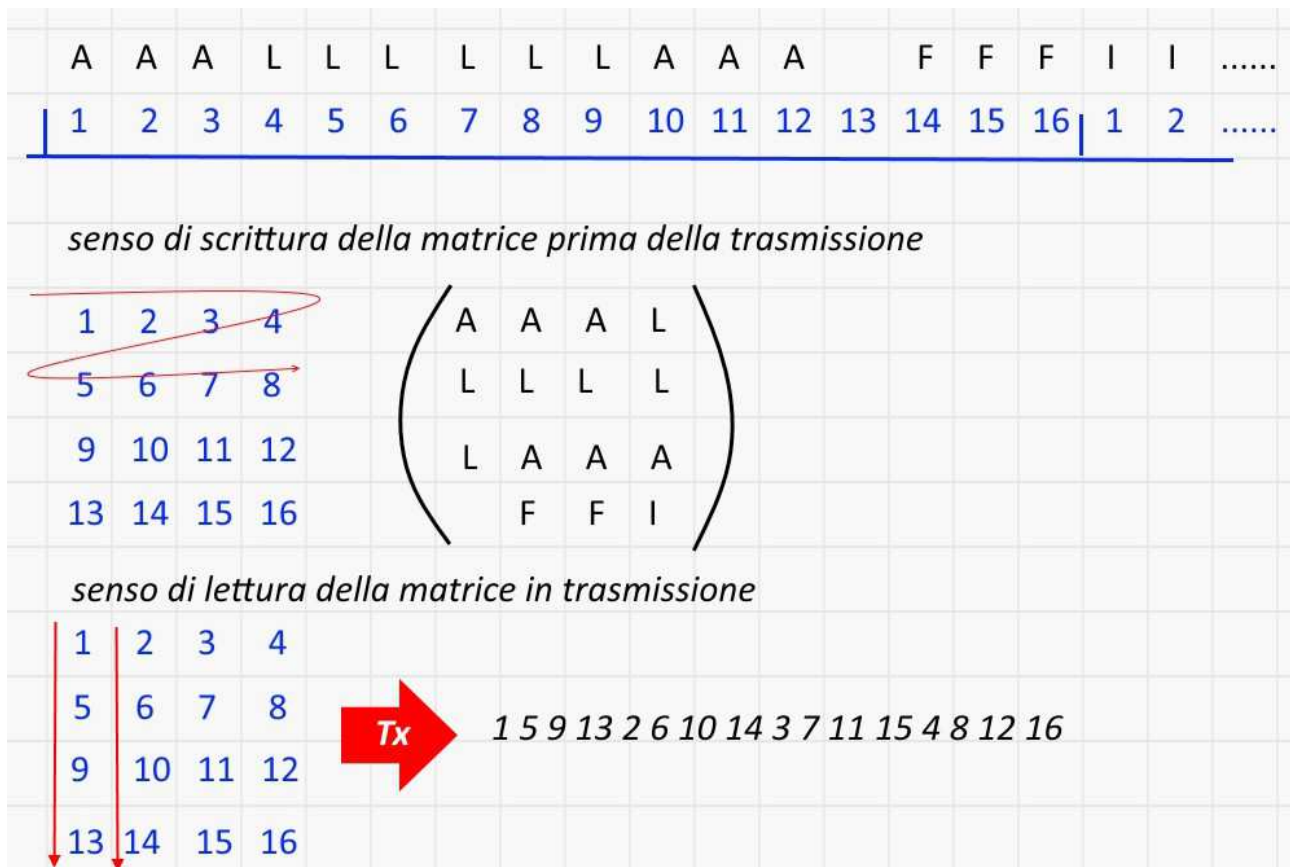 A A A L L L L L L A A A F F F I I ......
1 2 3 4 5 6 7 8 9 10 11 12 13 14 15 16 1 2 ......
senso di scrittura della matrice prima della trasmissione
1 2 3 4 A A A L
5 6 7 8 L L L L
9 10 11 12 L A A A
13 14 15 16 F F I
senso di lettura della matrice in trasmissione
1 2 3 4
5 6 7 8
Tx 1 5 9 13 2 6 10 14 3 7 11 15 4 8 12 16
9 10 11 12
13 14 15 16